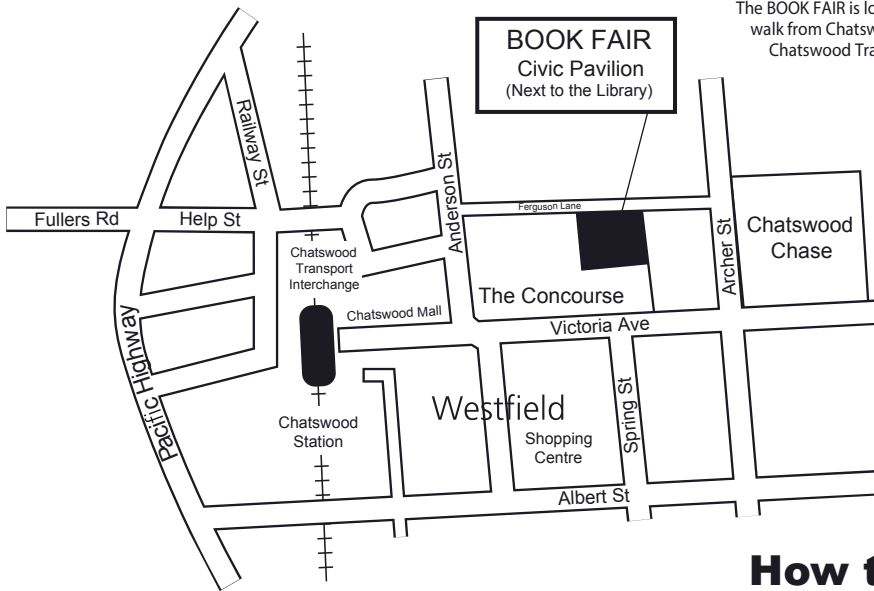 The BOOK FAIR is lo
walk from Chatsw
Chatswood Tra
BOOK FAIR
Civic Pavilion
(Next to the Library)
Railway St
Anderson St
Ferguson Lane
Fullers Rd
Help St
Archer St
Chatswood
Chase
Chatswood
Transport
Interchange
The Concourse
Chatswood Mall
Victoria Ave
Pacific Highway
Westfield
Shopping
Centre
Spring St
Chatswood
Station
Albert St
How t